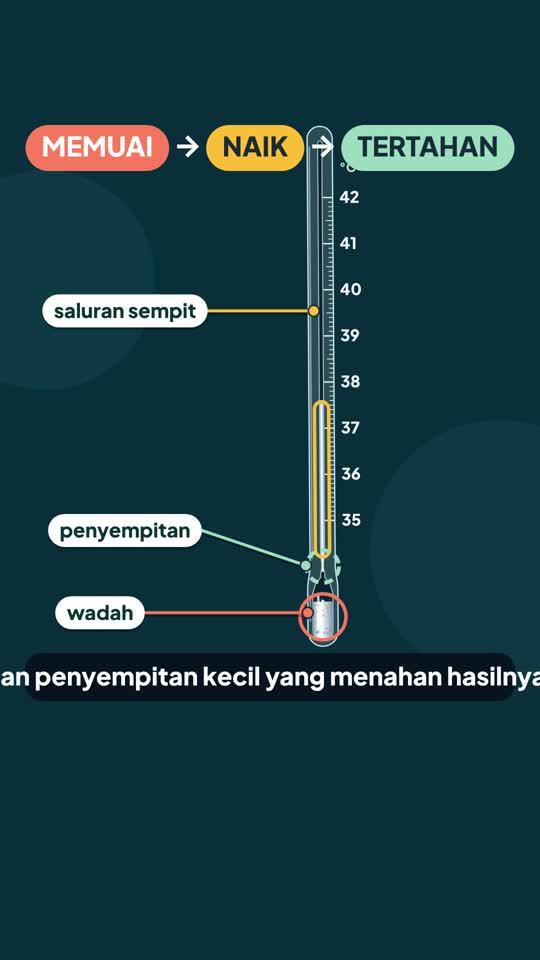 MEMUAI → NAIK → TERTAHAN
°C
42
41
saluran sempit
40
39
38
37
36
35
penyempitan
wadah
an penyempitan kecil yang menahan hasilnya